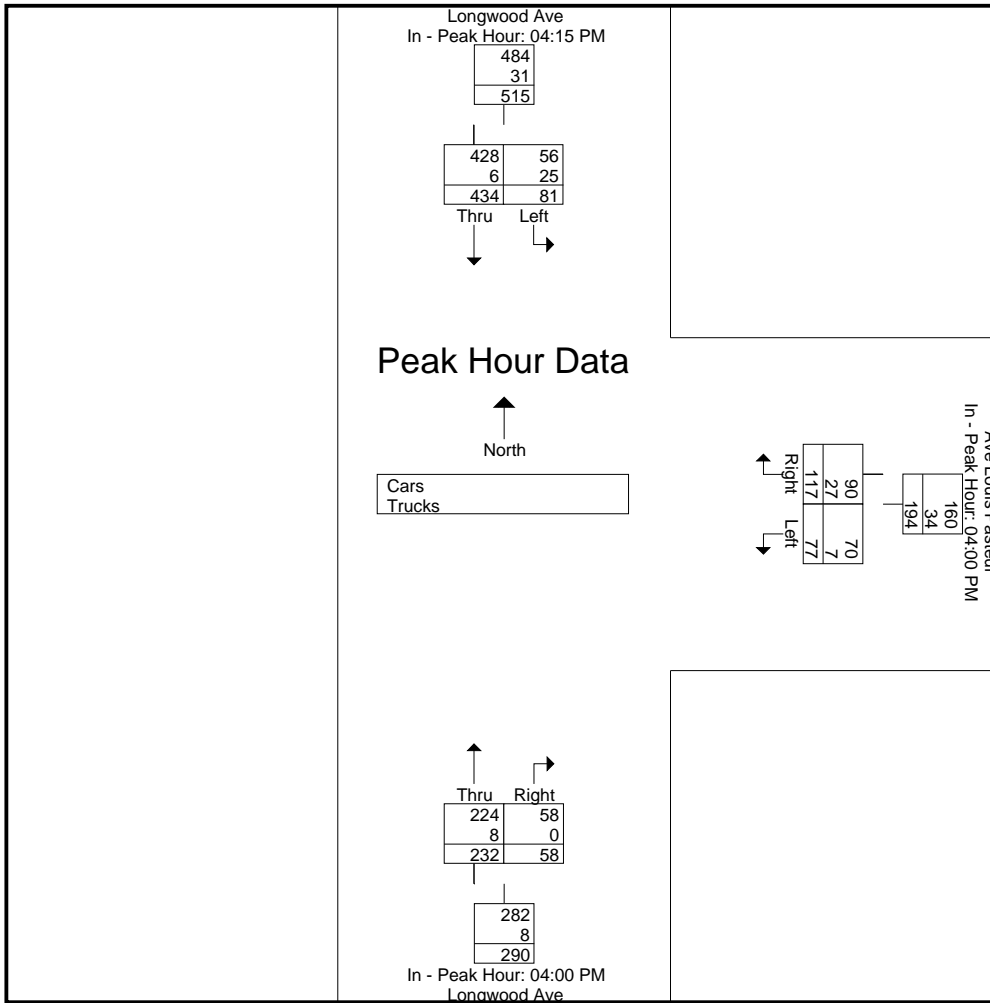 Longwood Ave
In - Peak Hour: 04:15 PM
484
31
515
428 56
6 25
434 81
Thru Left
Peak Hour Data
North
Cars
Trucks
Right Left
90 70
27 7
117 77
160
34
194
In - Peak Hour: 04:00 PM
Ave Louis Pasteur
Thru Right
224 58
8 0
232 58
282
8
290
In - Peak Hour: 04:00 PM
Longwood Ave